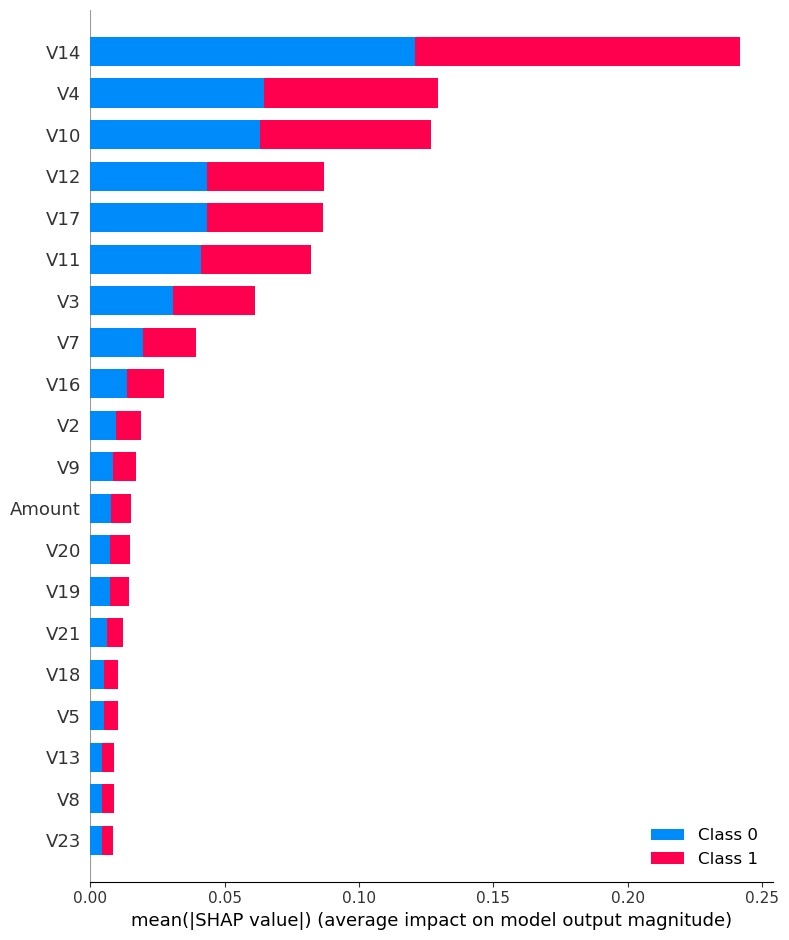 V14
V4
V10
V12
V17
V11
V3
V7
V16
V2
V9
Amount
V20
V19
V21
V18
V5
V13
V8
V23
Class 0
Class 1
0.00 0.05 0.10 0.15 0.20 0.25
mean(|SHAP value|) (average impact on model output magnitude)